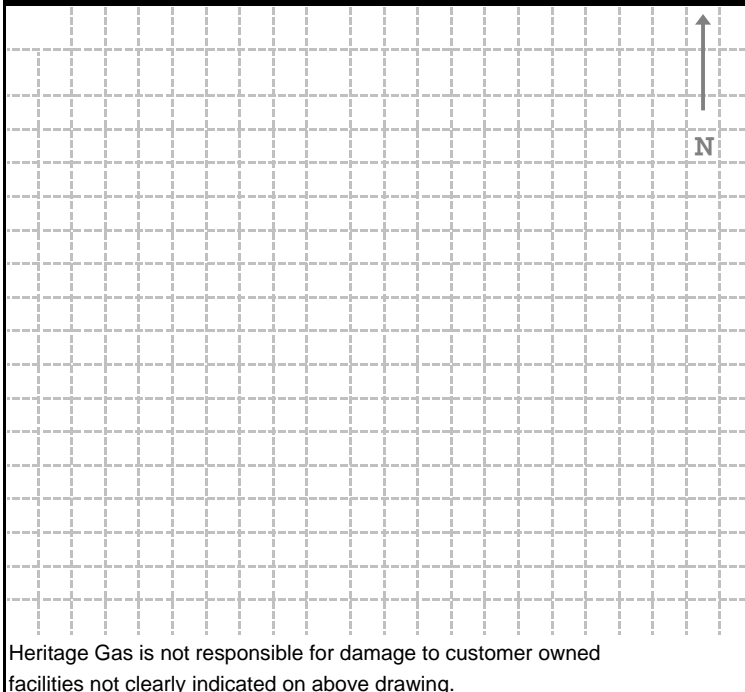 N
Heritage Gas is not responsible for damage to customer owned
facilities not clearly indicated on above drawing.